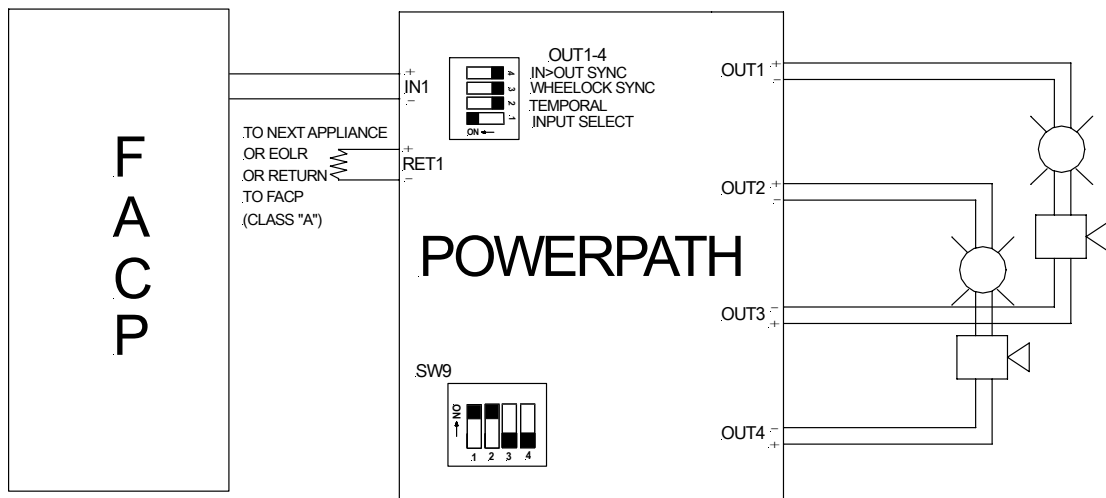 F
A
C
P
TO NEXT APPLIANCE
OR EOLR
OR RETURN
TO FACP
(CLASS "A")
+
IN1
-
+
RET1
-
OUT1-4
IN>OUT SYNC
WHEELOCK SYNC
TEMPORAL
INPUT SELECT
4
3
2
1
ON
POWERPATH
SW9
ON
1 2 3 4
+
OUT1
-
+
OUT2
-
-
OUT3
+
-
OUT4
+